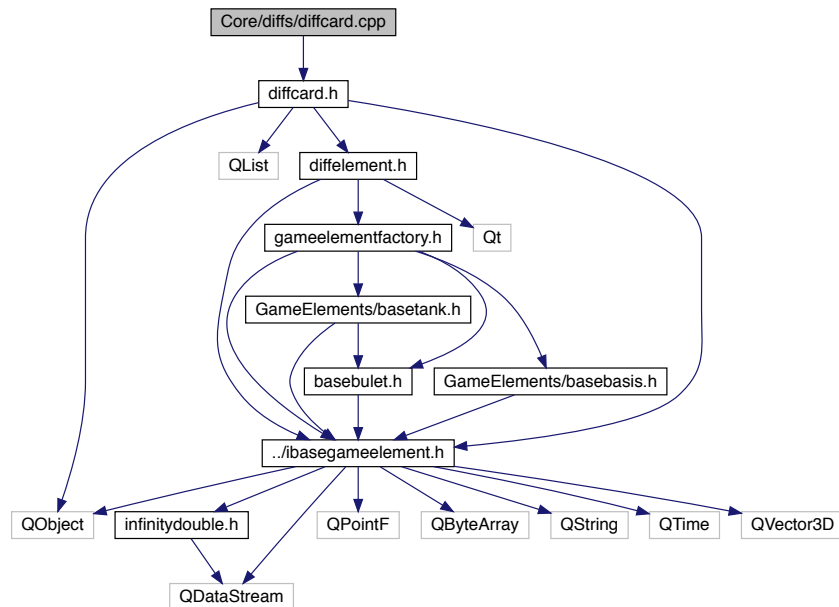 Core/diffs/diffcard.cpp
diffcard.h
QList
diffelement.h
gameelementfactory.h
Qt
GameElements/basetank.h
basebulet.h
GameElements/basebasis.h
../ibasegameelement.h
QObject
infinitydouble.h
QPointF
QByteArray
QString
QTime
QVector3D
QDataStream